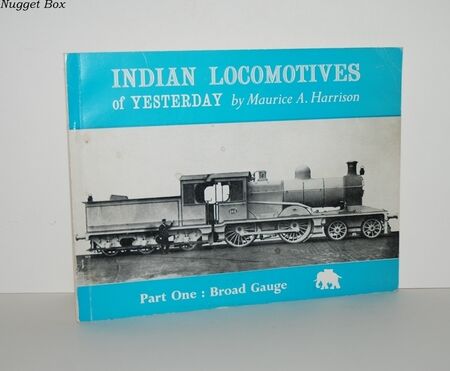 Nugget Box
INDIAN LOCOMOTIVES
of YESTERDAY by Maurice A. Harrison
Part One : Broad Gauge